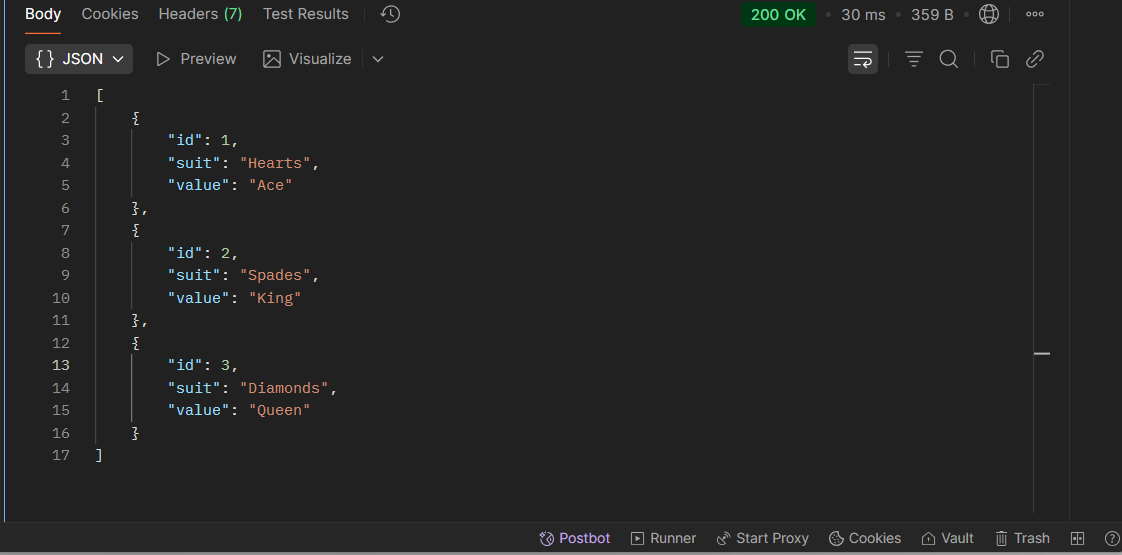 Body Cookies Headers (7) Test Results 200 OK • 30 ms • 359 B •
{} JSON Preview Visualize
1 [
2 {
3 "id": 1,
4 "suit": "Hearts",
5 "value": "Ace"
6 },
7 {
8 "id": 2,
9 "suit": "Spades",
10 "value": "King"
11 },
12 {
13 "id": 3,
14 "suit": "Diamonds",
15 "value": "Queen"
16 }
17 ]
Postbot Runner Start Proxy Cookies Vault Trash